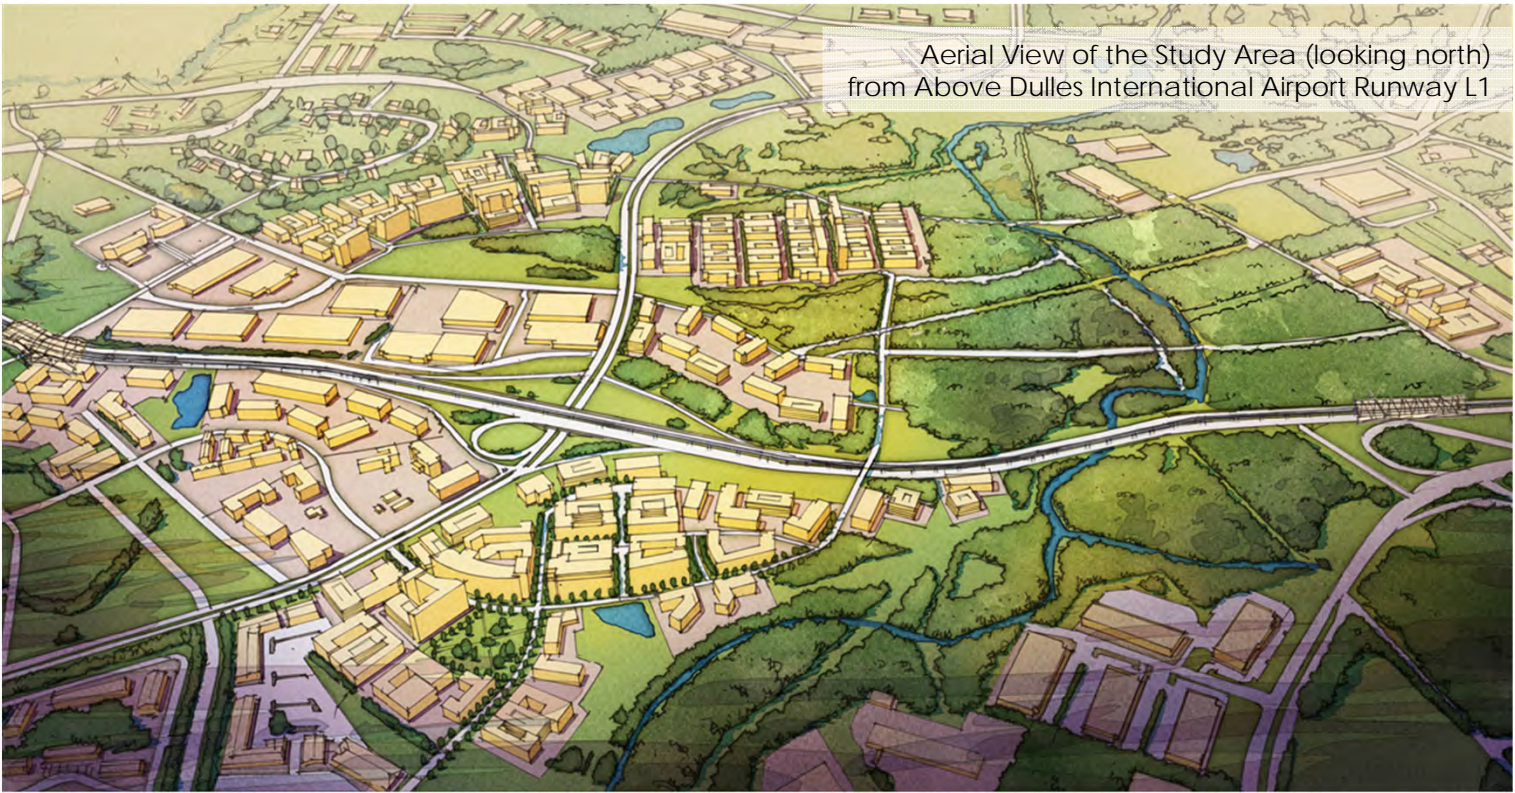 Aerial View of the Study Area (looking north)
from Above Dulles International Airport Runway L1